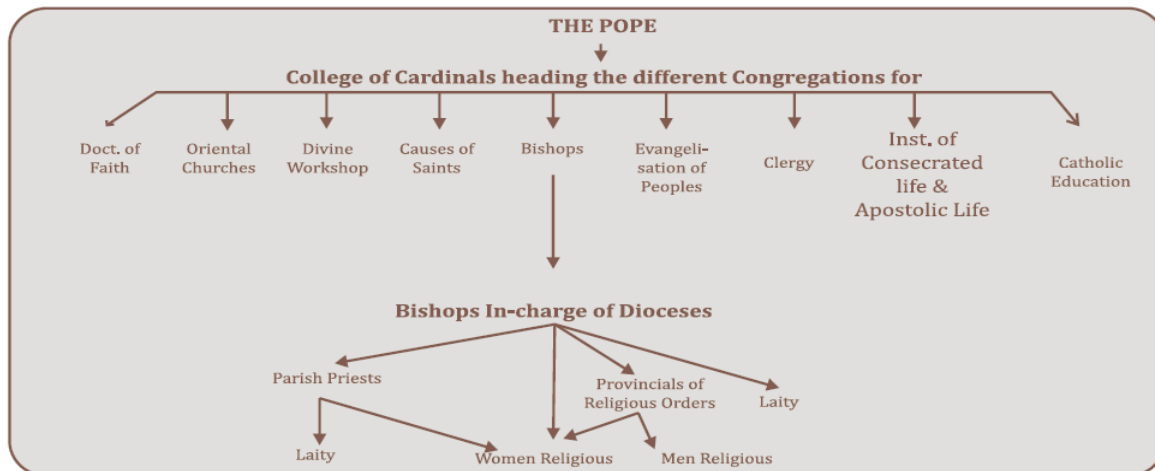 THE POPE
College of Cardinals heading the different Congregations for
Doct. of
Faith
Oriental
Churches
Divine
Workshop
Causes of
Saints
Bishops
Evangeli-
sation of
Peoples
Clergy
Inst. of
Consecrated
life &
Apostolic Life
Catholic
Education
Bishops In-charge of Dioceses
Parish Priests
Provincials of
Religious Orders
Laity
Laity
Women Religious
Men Religious